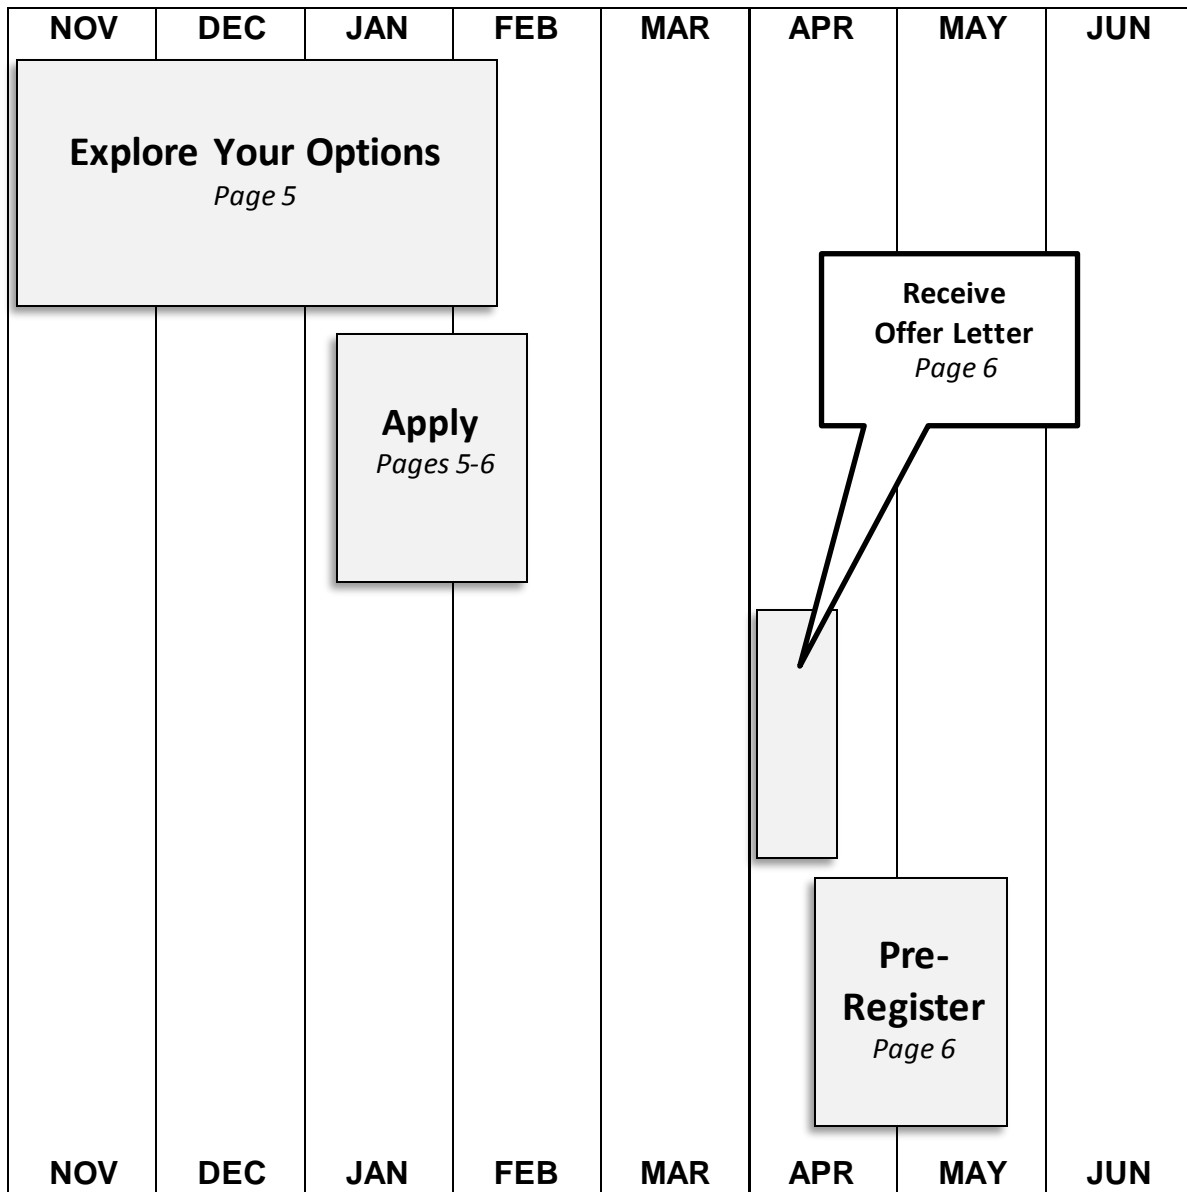 NOV DEC JAN FEB MAR APR MAY JUN
Explore Your Options
Page 5
Receive
Offer Letter
Page 6
Apply
Pages 5-6
Pre-
Register
Page 6
NOV DEC JAN FEB MAR APR MAY JUN